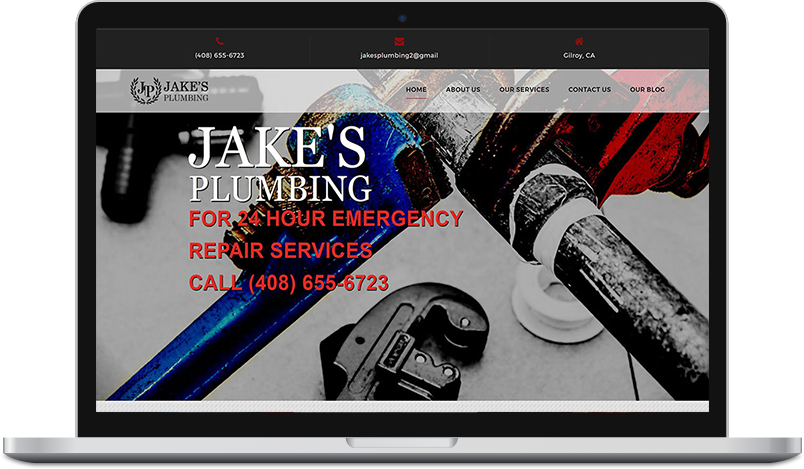 (408) 655-6723
jakesplumbing2@gmail
Gilroy, CA
JP
JAKE'S
PLUMBING
HOME ABOUT US OUR SERVICES CONTACT US OUR BLOG
JAKE'S
PLUMBING
FOR 24 HOUR EMERGENCY
REPAIR SERVICES
CALL (408) 655-6723